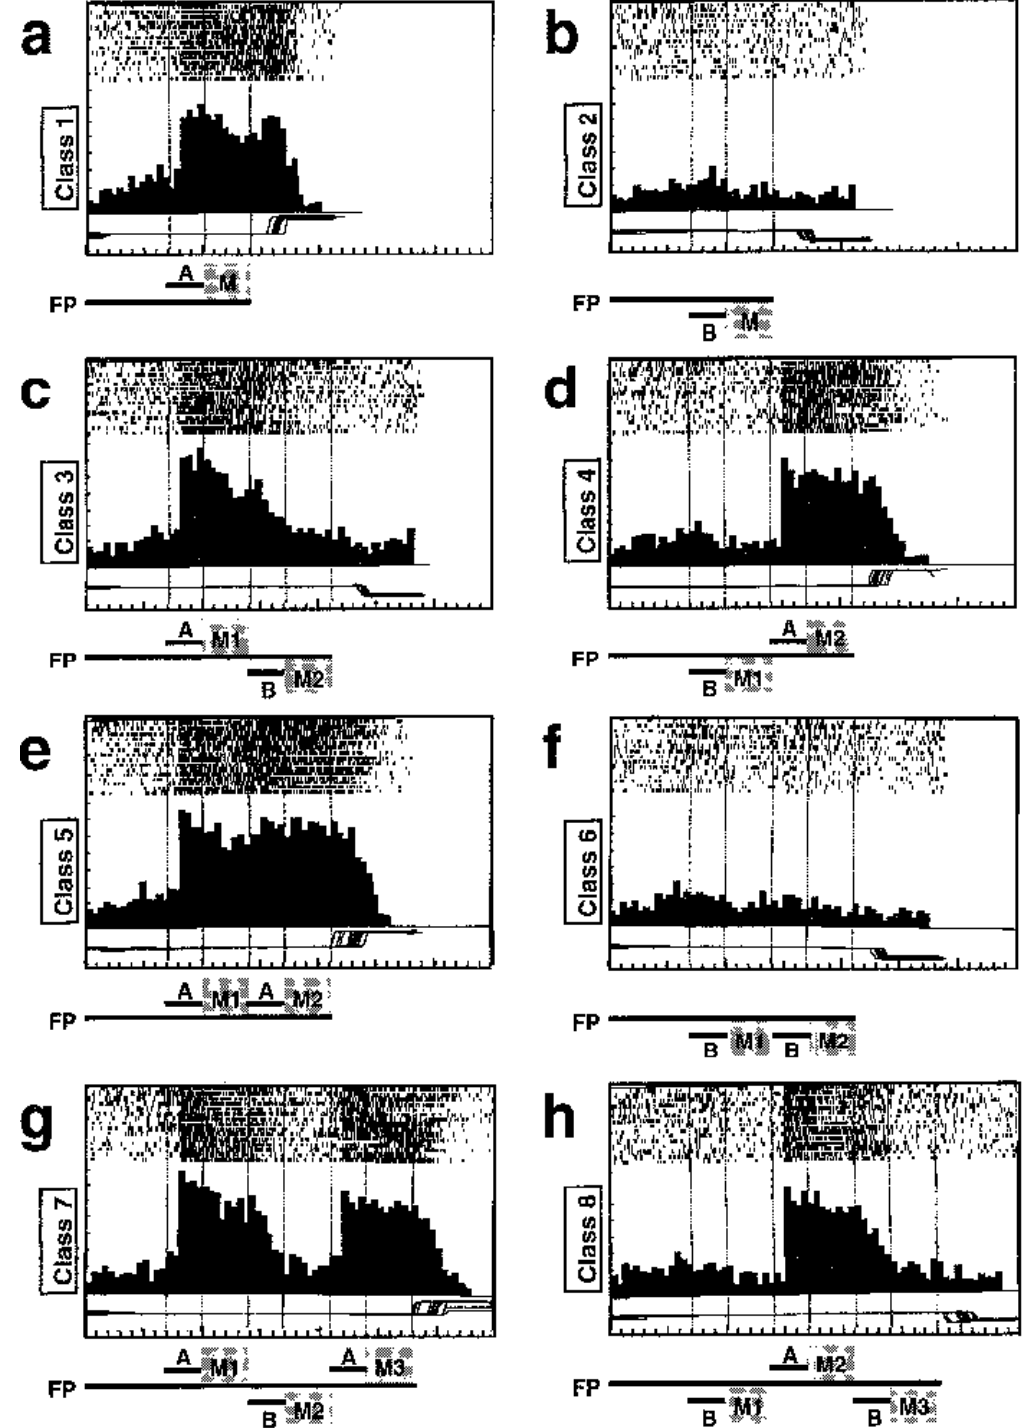 a
Class 1
A M
FP
b
Class 2
FP
B M
c
Class 3
A M1
FP
B M2
d
Class 4
A M2
FP
B M1
e
Class 5
A M1 A M2
FP
f
Class 6
FP
B M1 B M2
g
Class 7
A M1 A M3
FP
B M2
h
Class 8
A M2
FP
B M1 B M3